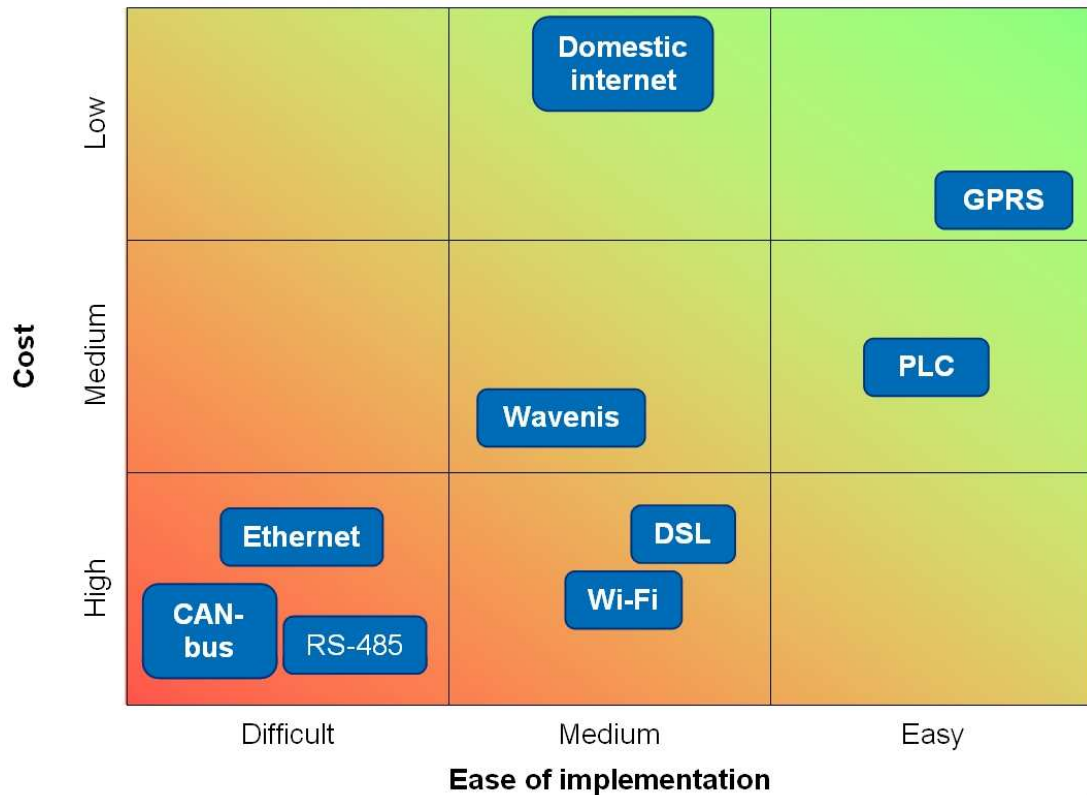 Domestic
internet
Low
GPRS
Cost
Medium
PLC
Wavenis
High
Ethernet
DSL
Wi-Fi
CAN-
bus
RS-485
Difficult
Medium
Easy
Ease of implementation